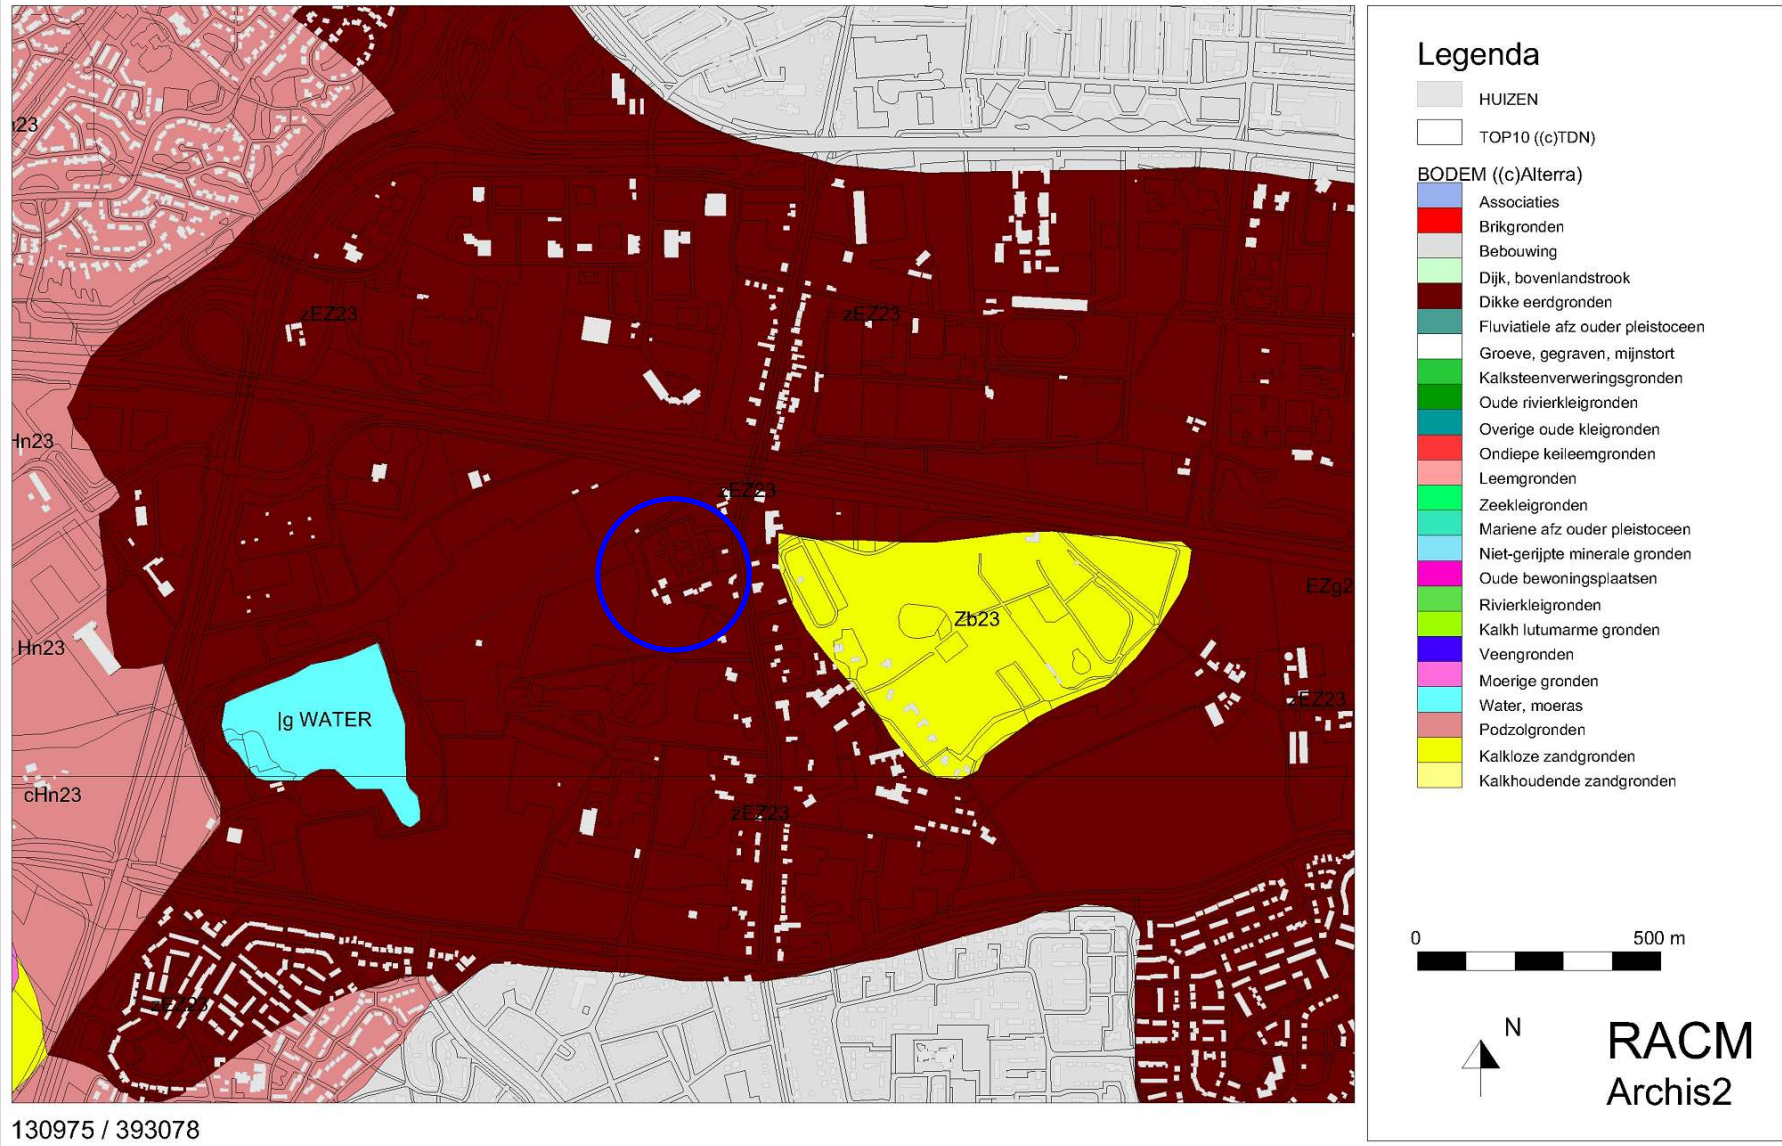 zEZ23
zEZ23
Hn23
zEZ23
Zb23
EZg2
Hn23
zEZ23
|g WATER
cHn23
zEZ23
zEZ23
130975 / 393078
Legenda
HUIZEN
TOP10 ((c)TDN)
BODEM ((c)Alterra)
Associaties
Brikgronden
Bebouwing
Dijk, bovenlandstrook
Dikke eerdgronden
Fluviatiele afz ouder pleistoceen
Groeve, gegraven, mijnstort
Kalksteenverweringsgronden
Oude rivierkleigronden
Overige oude kleigronden
Ondiepe keileemgronden
Leemgronden
Zeekleigronden
Mariene afz ouder pleistoceen
Niet-gerijpte minerale gronden
Oude bewoningsplaatsen
Rivierkleigronden
Kalkh lutumarme gronden
Veengronden
Moerige gronden
Water, moeras
Podzolgronden
Kalkloze zandgronden
Kalkhoudende zandgronden
0 500 m
N
RACM
Archis2